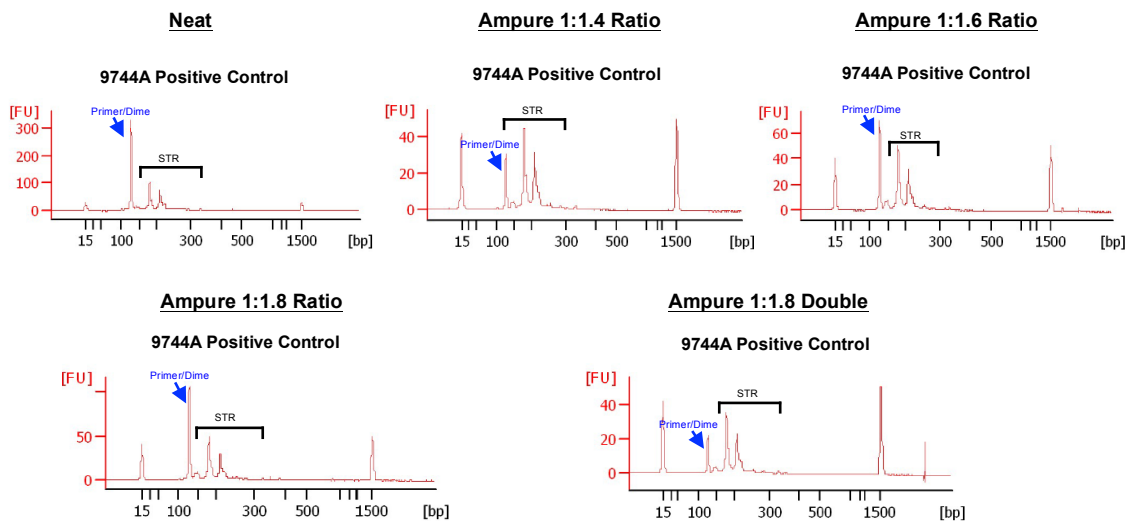 Neat
Ampure 1:1.4 Ratio
Ampure 1:1.6 Ratio
9744A Positive Control
9744A Positive Control
9744A Positive Control
[FU]
Primer/Dime
STR
300
200
100
0
15 100 300 500 1500 [bp]
[FU]
STR
Primer/Dime
40
20
0
15 100 300 500 1500 [bp]
[FU]
Primer/Dime
STR
60
40
20
0
15 100 300 500 1500 [bp]
Ampure 1:1.8 Ratio
Ampure 1:1.8 Double
9744A Positive Control
9744A Positive Control
[FU]
Primer/Dime
STR
50
0
15 100 300 500 1500 [bp]
[FU]
STR
Primer/Dime
40
20
0
15 100 300 500 1500 [bp]